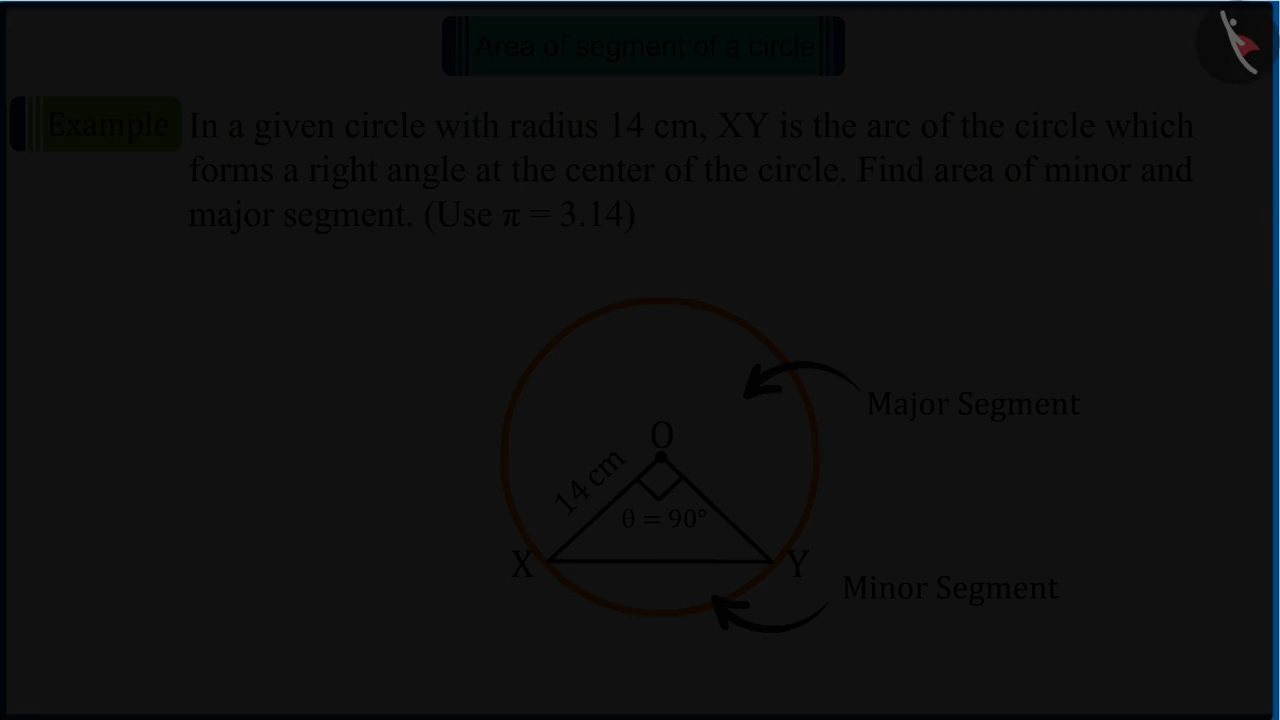 Area of segment of a circle
Example
In a given circle with radius 14 cm, XY is the arc of the circle which
forms a right angle at the center of the circle. Find area of minor and
major segment. (Use π = 3.14)
Major Segment
O
14 cm
θ = 90°
X
Y
Minor Segment